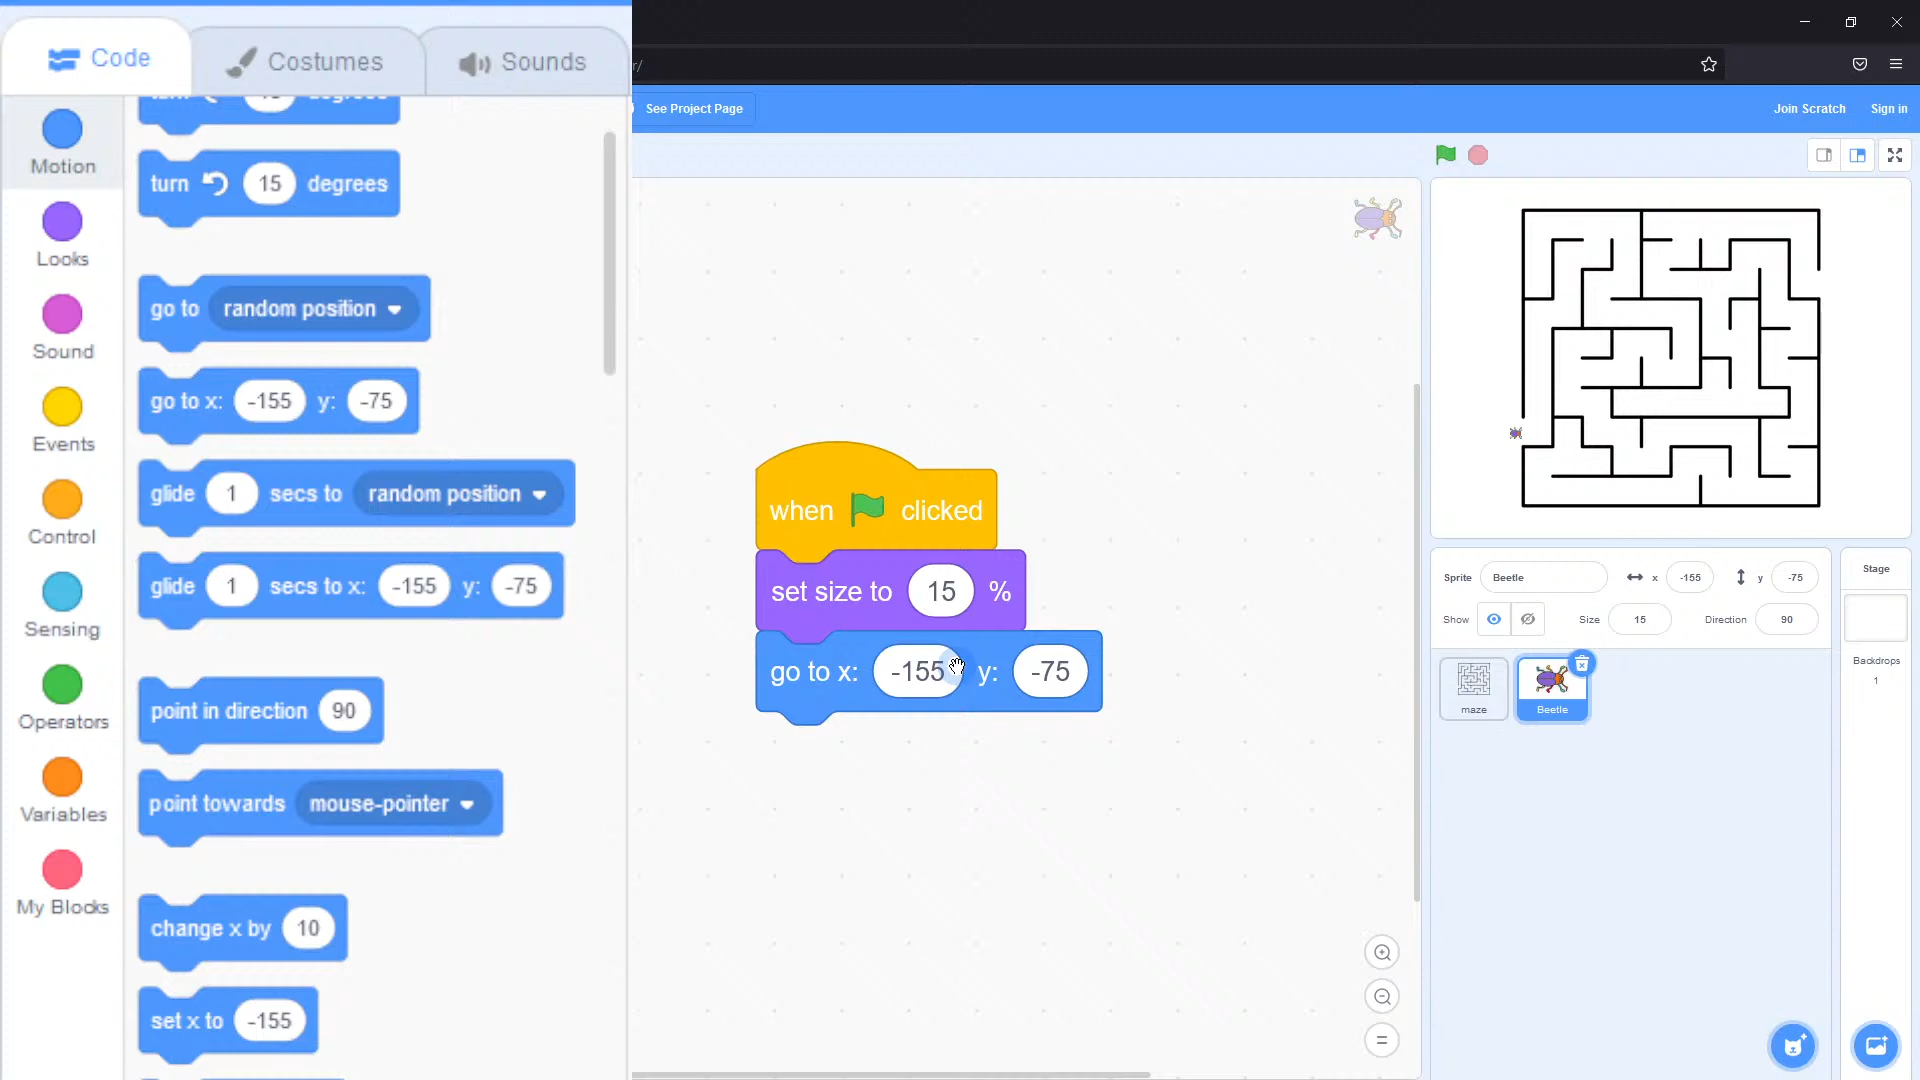 Code
Costumes
Sounds
r/
See Project Page
Join Scratch
Sign in
Motion
Looks
Sound
Events
Control
Sensing
Operators
Variables
My Blocks
turn 15 degrees
go to random position
go to x: -155 y: -75
glide 1 secs to random position
glide 1 secs to x: -155 y: -75
point in direction 90
point towards mouse-pointer
change x by 10
set x to -155
when clicked
set size to 15 %
go to x: -155 y: -75
Sprite Beetle x -155 y -75
Show Size 15 Direction 90
maze
Beetle
Stage
Backdrops
1